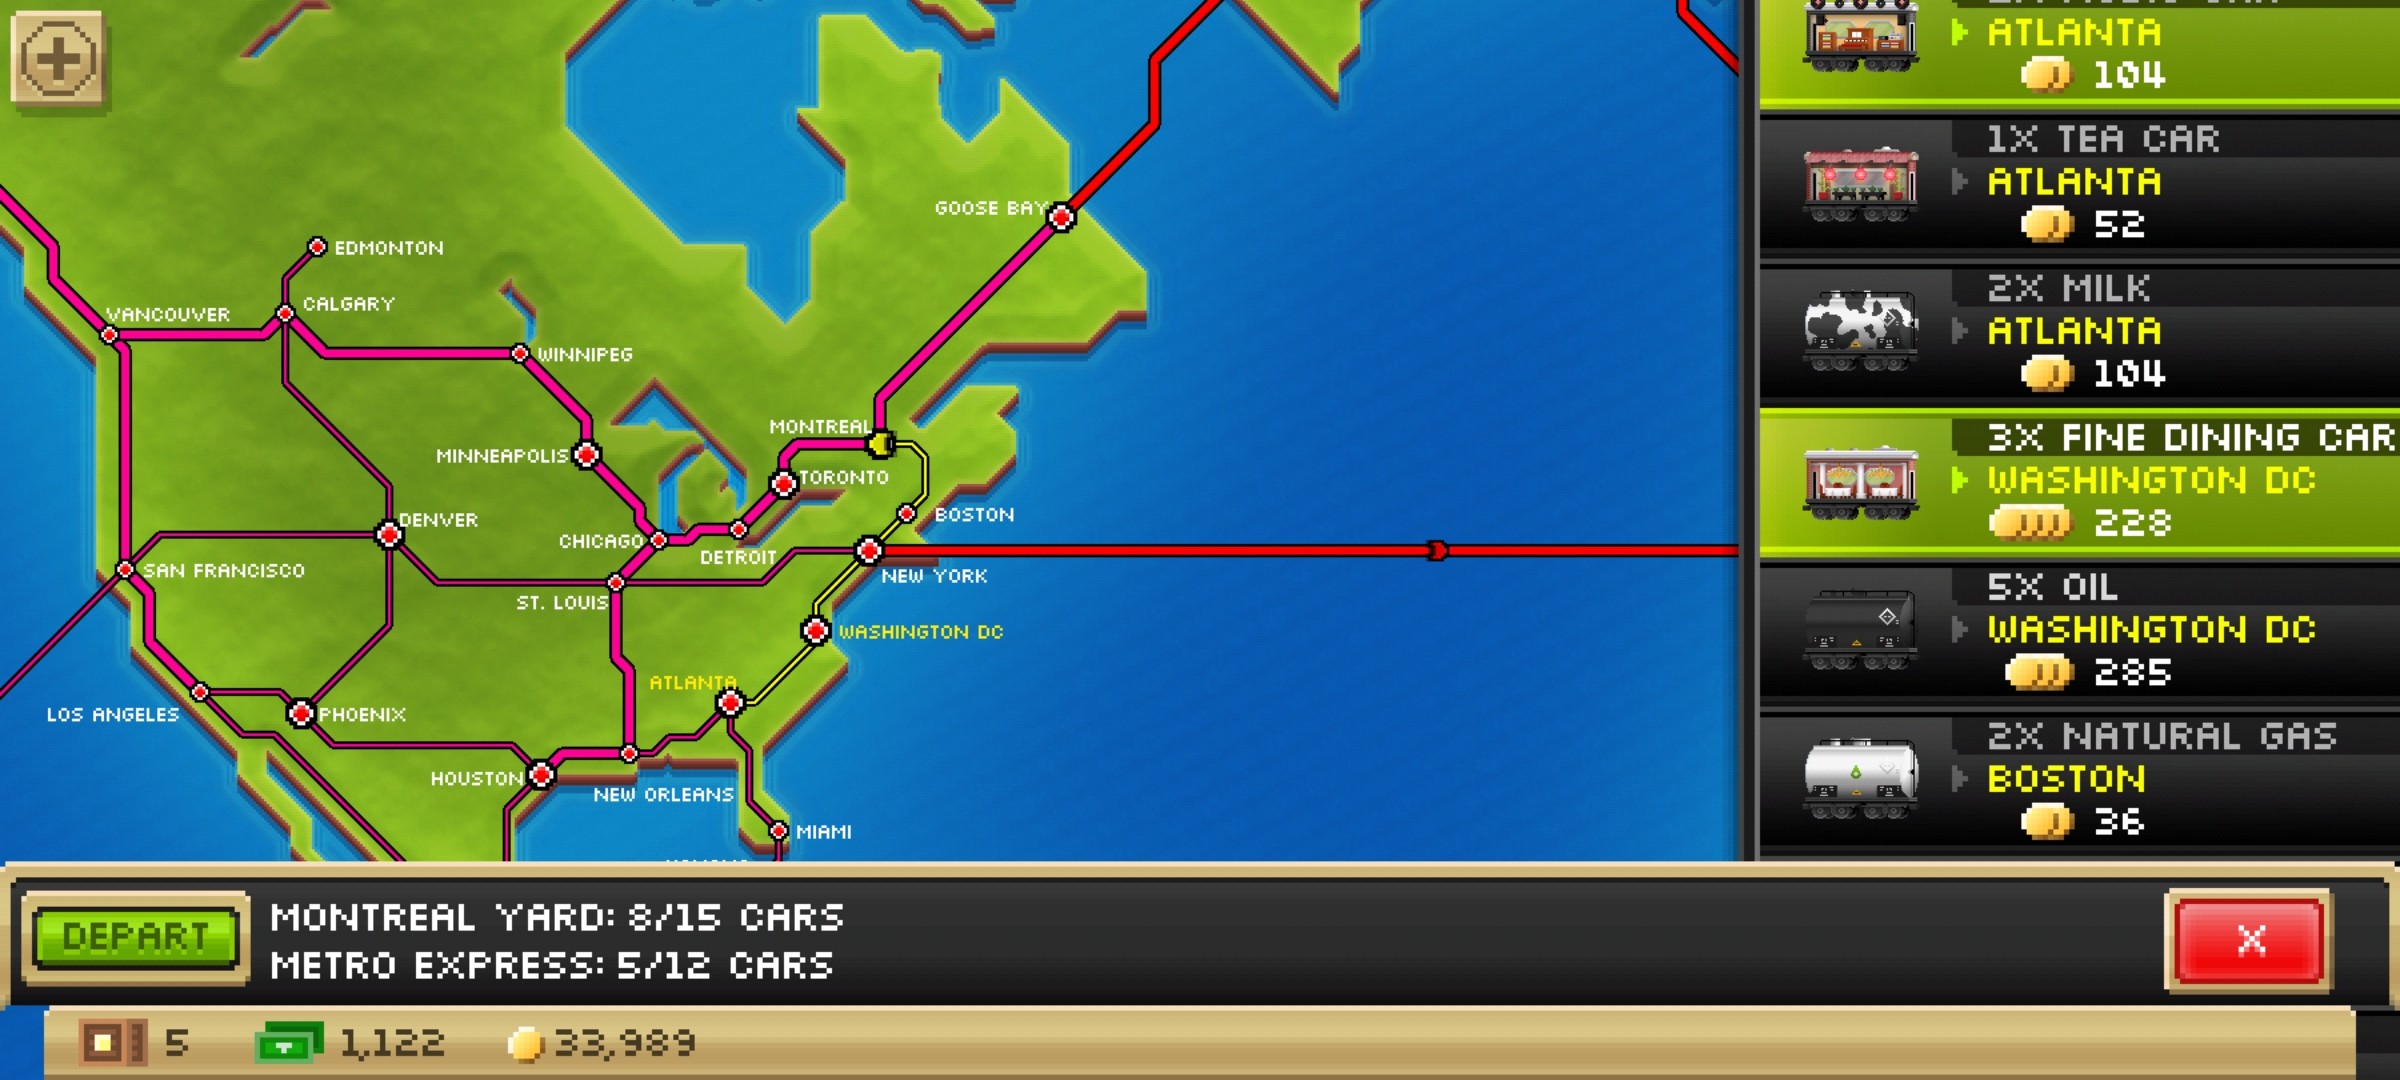 ATLANTA
104
1X TEA CAR
ATLANTA
52
2X MILK
ATLANTA
104
3X FINE DINING CAR
WASHINGTON DC
228
5X OIL
WASHINGTON DC
285
2X NATURAL GAS
BOSTON
36
GOOSE BAY
EDMONTON
CALGARY
VANCOUVER
WINNIPEG
MONTREAL
MINNEAPOLIS
TORONTO
DENVER
BOSTON
CHICAGO
DETROIT
SAN FRANCISCO
NEW YORK
ST. LOUIS
WASHINGTON DC
ATLANTA
LOS ANGELES
PHOENIX
HOUSTON
NEW ORLEANS
MIAMI
DEPART
MONTREAL YARD: 8/15 CARS
METRO EXPRESS: 5/12 CARS
X
5
1,122
33,989